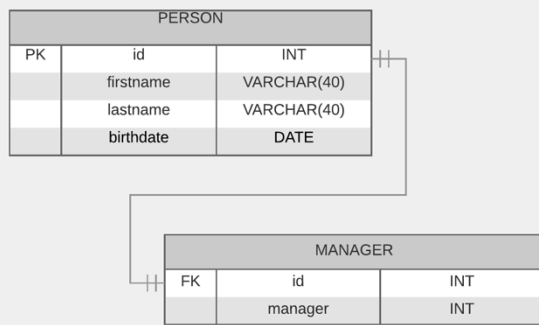 PERSON
PK id INT
firstname VARCHAR(40)
lastname VARCHAR(40)
birthdate DATE
MANAGER
FK id INT
manager INT